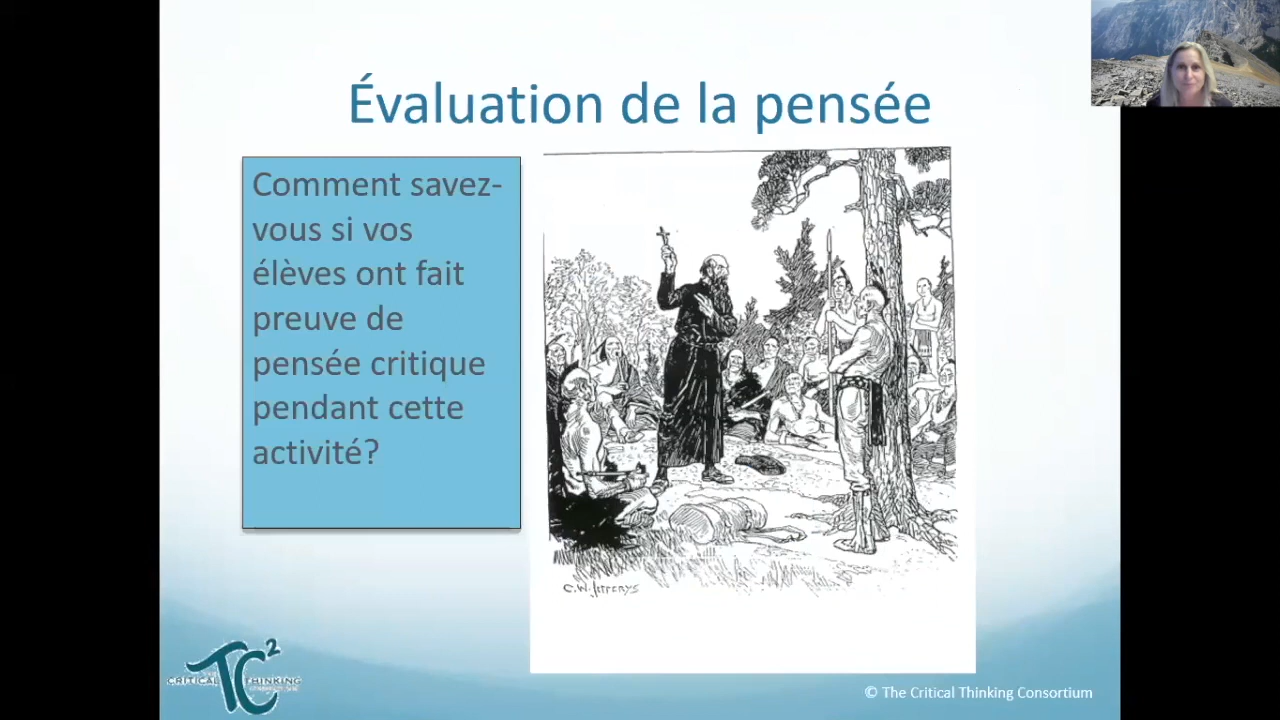 Évaluation de la pensée
Comment savez-
vous si vos
élèves ont fait
preuve de
pensée critique
pendant cette
activité?
C.W. Jefferys
TC2
CRITICAL THINKING
© The Critical Thinking Consortium